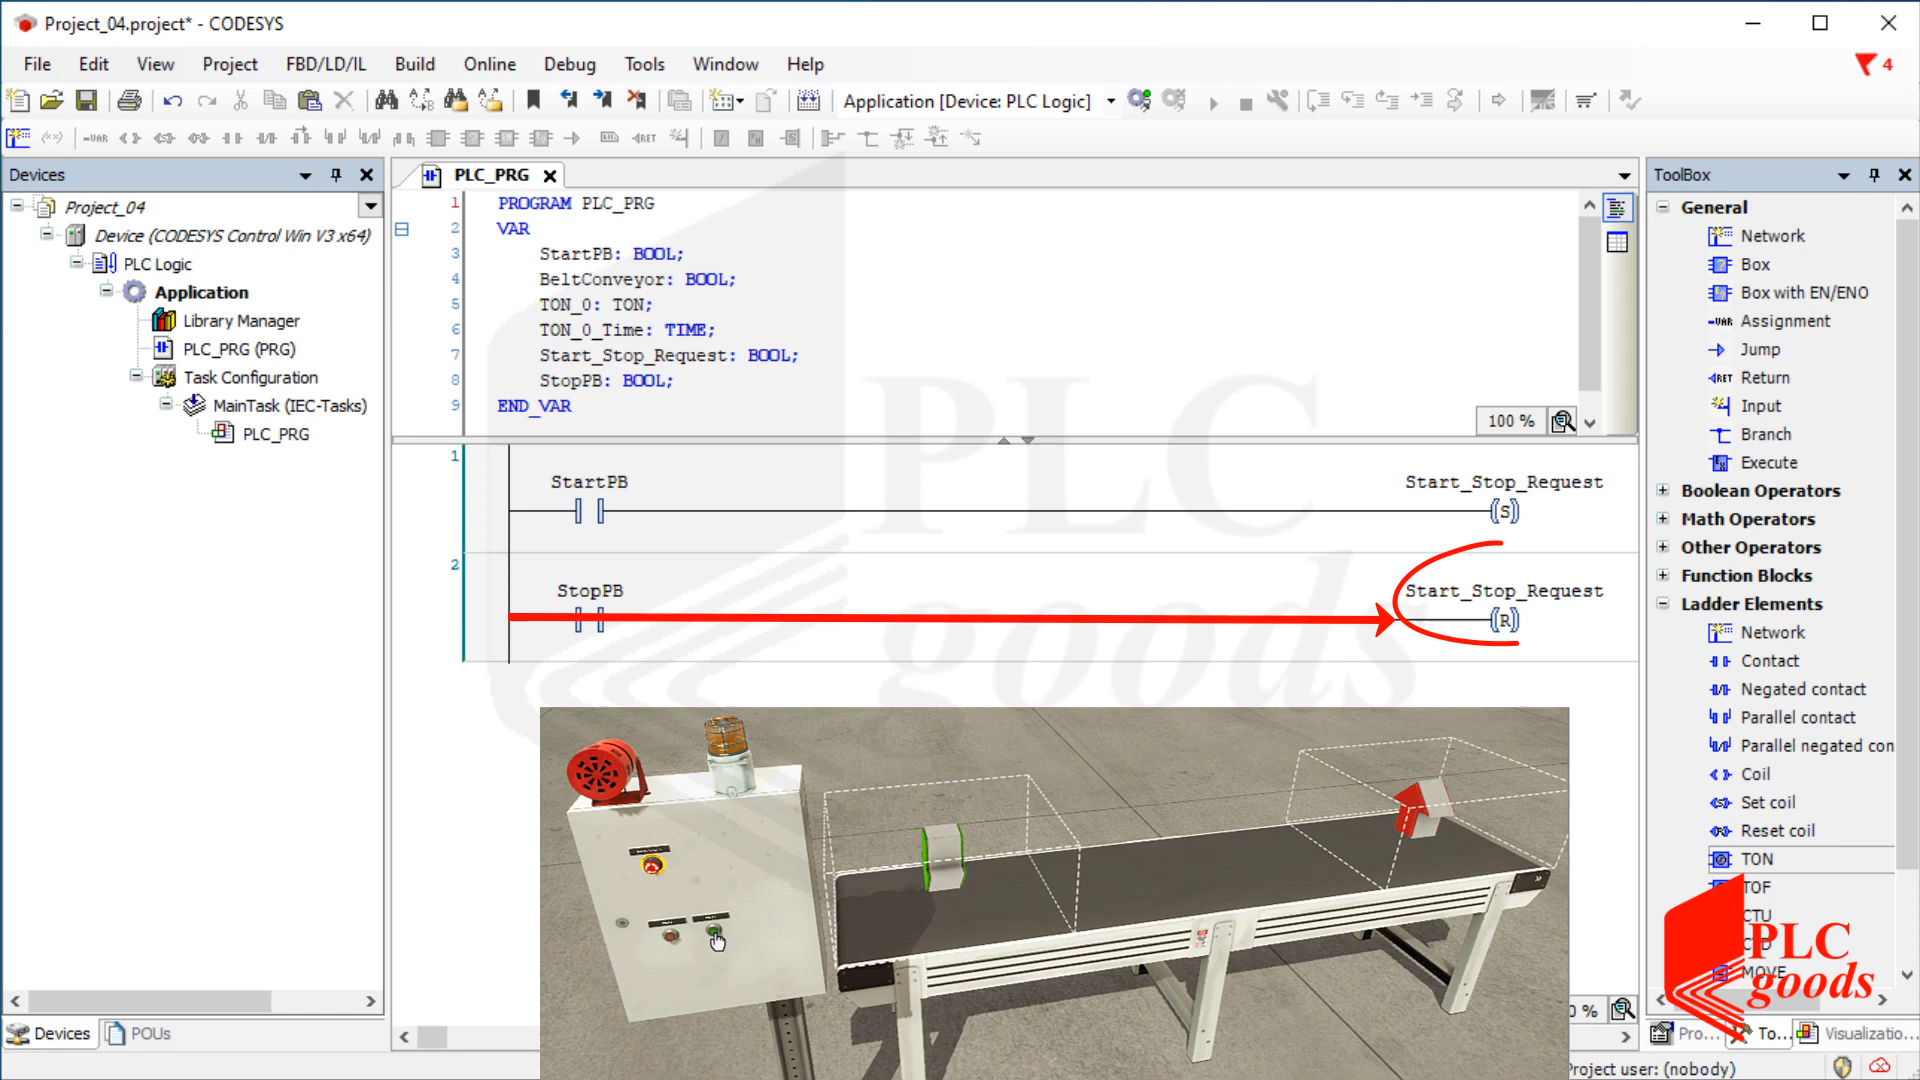 Project_04.project* - CODESYS
File Edit View Project FBD/LD/IL Build Online Debug Tools Window Help
4
Application [Device: PLC Logic]
Devices
PLC_PRG
ToolBox
Project_04
Device (CODESYS Control Win V3 x64)
PLC Logic
Application
Library Manager
PLC_PRG (PRG)
Task Configuration
MainTask (IEC-Tasks)
PLC_PRG
1 PROGRAM PLC_PRG
2 VAR
3 StartPB: BOOL;
4 BeltConveyor: BOOL;
5 TON_0: TON;
6 TON_0_Time: TIME;
7 Start_Stop_Request: BOOL;
8 StopPB: BOOL;
9 END_VAR
100 %
1
StartPB Start_Stop_Request
S
2
StopPB Start_Stop_Request
R
PLC
goods
General
Network
Box
Box with EN/ENO
-VAR Assignment
Jump
RET Return
Input
Branch
Execute
Boolean Operators
Math Operators
Other Operators
Function Blocks
Ladder Elements
Network
Contact
Negated contact
Parallel contact
Parallel negated con
Coil
Set coil
Reset coil
TON
TOF
CTU
CTD
MOVE
PLC
goods
0 %
Devices POUs
Pro... To... Visualizatio...
Project user: (nobody)